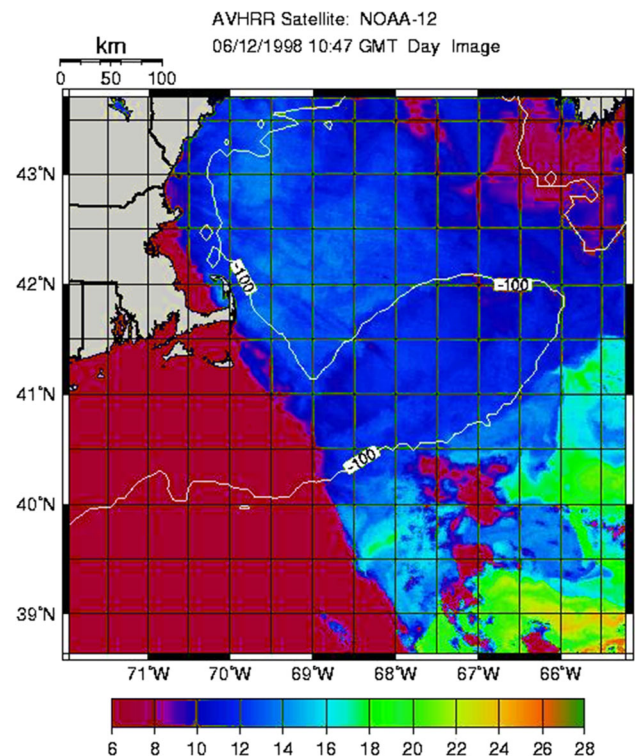 AVHRR Satellite: NOAA-12
km
06/12/1998 10:47 GMT Day Image
0 50 100
43°N
42°N
-100
-100
41°N
-100
40°N
39°N
71°W 70°W 69°W 68°W 67°W 66°W
6 8 10 12 14 16 18 20 22 24 26 28